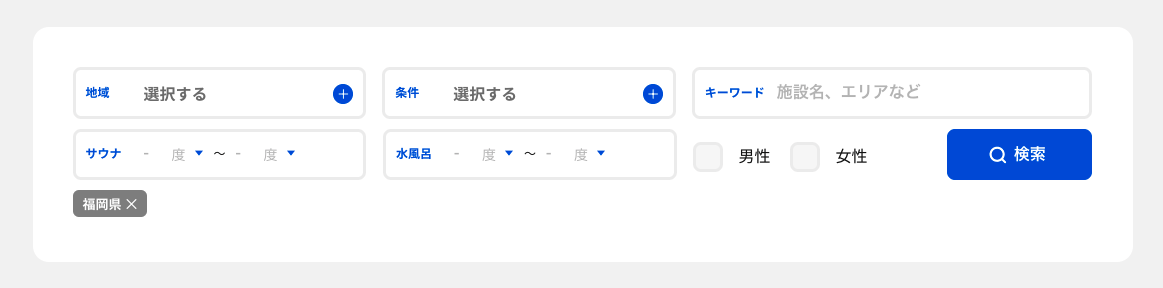 地域 選択する 条件 選択する キーワード 施設名、エリアなど
サウナ - 度 ～ - 度 水風呂 - 度 ～ - 度 男性 女性 検索
福岡県